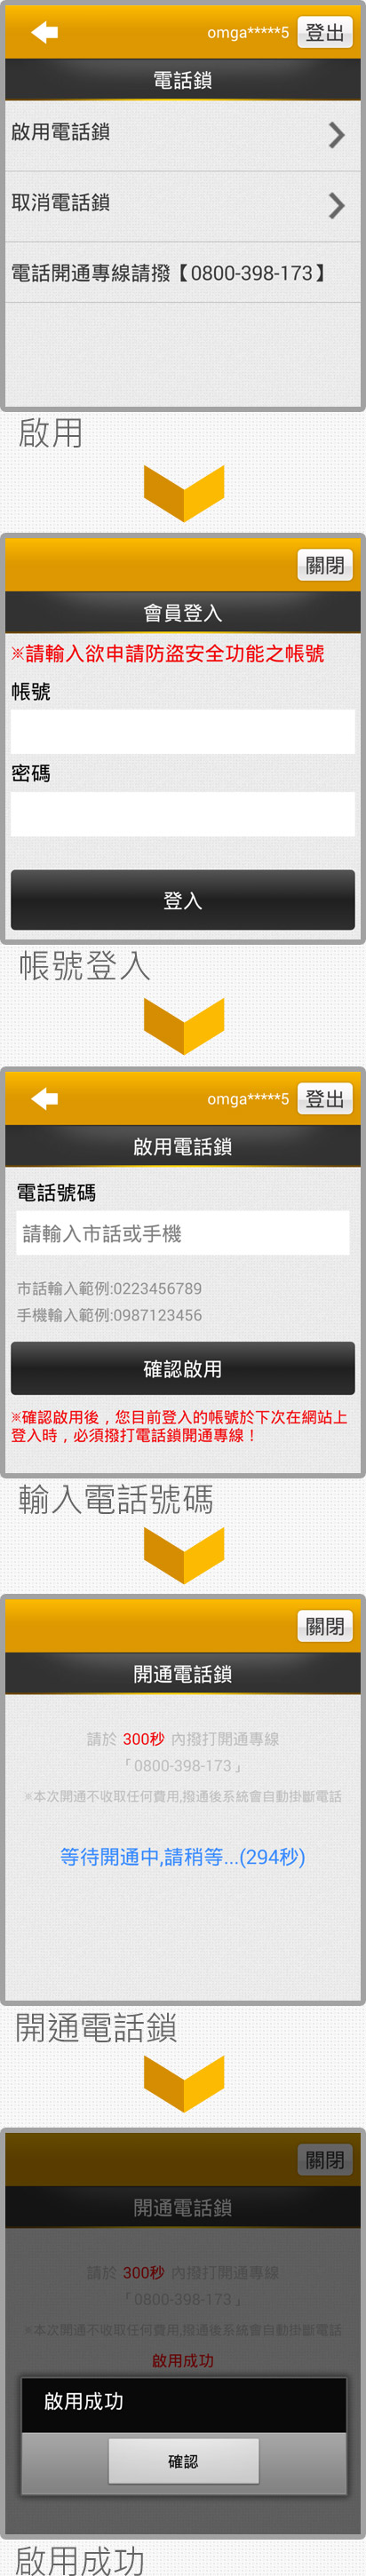 omga*****5 登出
電話鎖
啟用電話鎖
取消電話鎖
電話開通專線請撥【0800-398-173】
啟用
關閉
會員登入
※請輸入欲申請防盜安全功能之帳號
帳號
密碼
登入
帳號登入
omga*****5 登出
啟用電話鎖
電話號碼
請輸入市話或手機
市話輸入範例:0223456789
手機輸入範例:0987123456
確認啟用
※確認啟用後，您目前登入的帳號於下次在網站上
登入時，必須撥打電話鎖開通專線！
輸入電話號碼
關閉
開通電話鎖
請於 300秒 內撥打開通專線
「0800-398-173」
※本次開通不收取任何費用,撥通後系統會自動掛斷電話
等待開通中,請稍等...(294秒)
開通電話鎖
關閉
開通電話鎖
請於 300秒 內撥打開通專線
「0800-398-173」
※本次開通不收取任何費用,撥通後系統會自動掛斷電話
啟用成功
啟用成功
確認
啟用成功